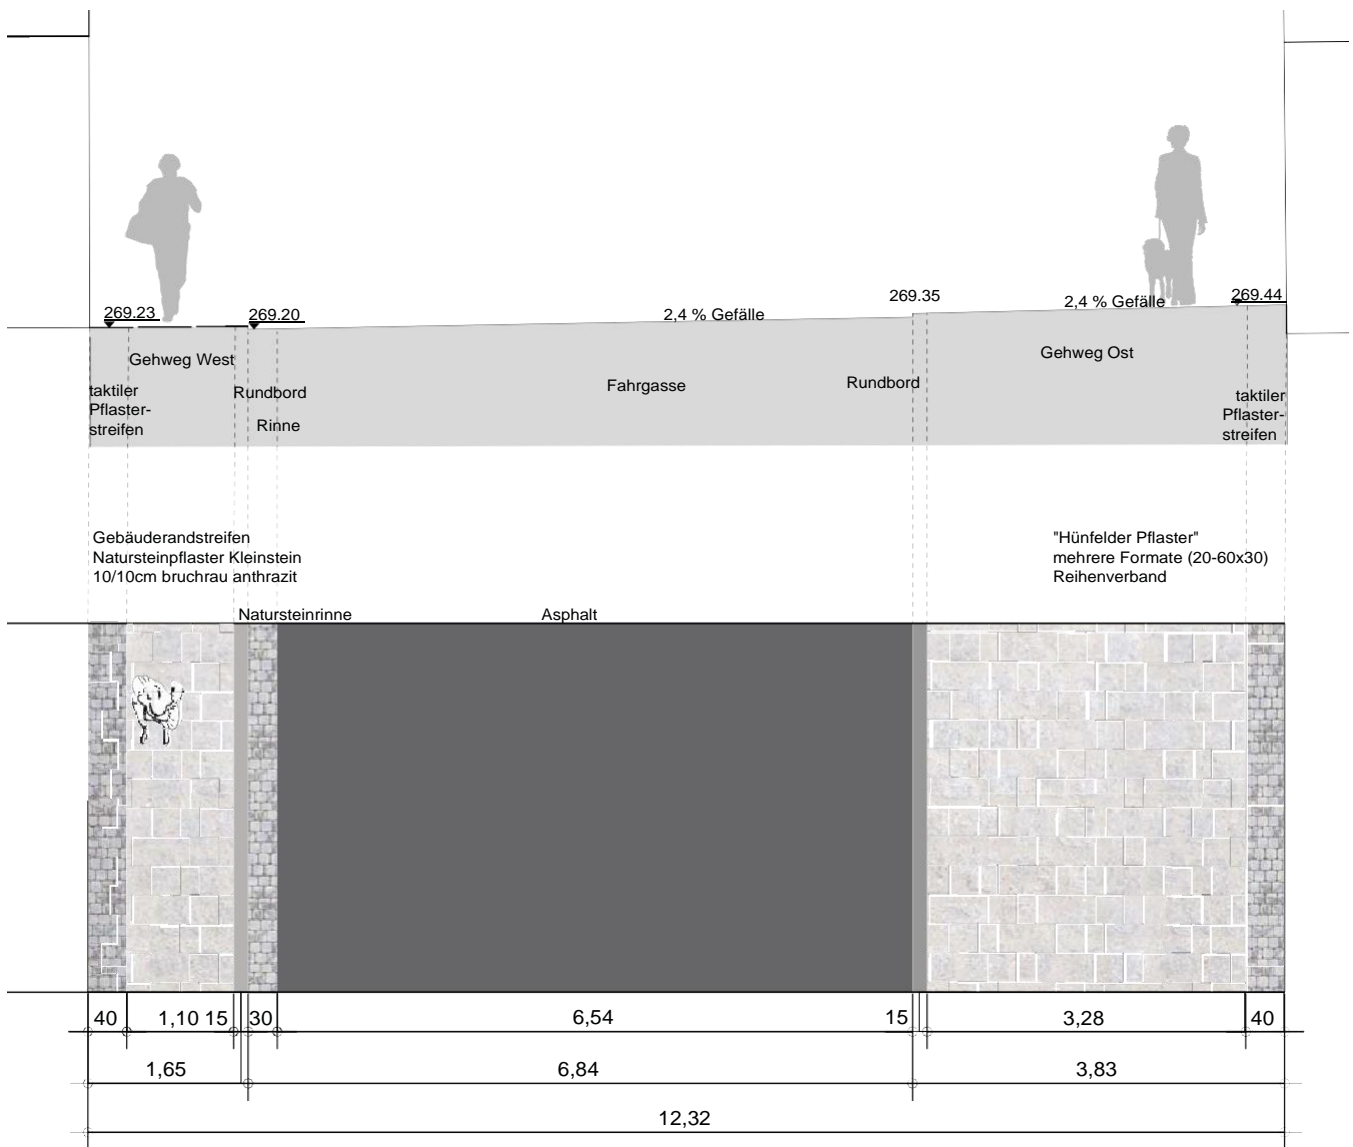 269.35
269.44
2,4 % Gefälle
269.23
269.20
2,4 % Gefälle
Gehweg West
Gehweg Ost
taktiler
Pflaster-
streifen
Rundbord
Rinne
Fahrgasse
Rundbord
taktiler
Pflaster-
streifen
Gebäuderandstreifen
Natursteinpflaster Kleinstein
10/10cm bruchrau anthrazit
"Hünfelder Pflaster"
mehrere Formate (20-60x30)
Reihenverband
Natursteinrinne
Asphalt
40
1,10
15
30
6,54
15
3,28
40
1,65
6,84
3,83
12,32